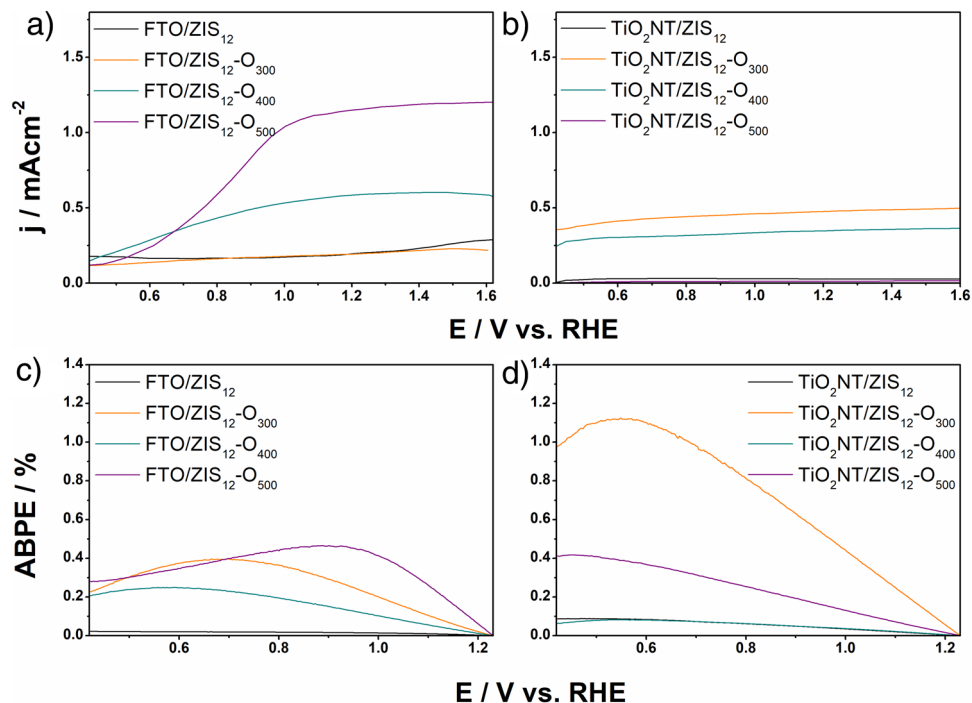 a)
FTO/ZIS₁₂
FTO/ZIS₁₂-O₃₀₀
FTO/ZIS₁₂-O₄₀₀
FTO/ZIS₁₂-O₅₀₀
j / mAcm⁻²
1.5
1.0
0.5
0.0
0.6 0.8 1.0 1.2 1.4 1.6
b)
TiO₂NT/ZIS₁₂
TiO₂NT/ZIS₁₂-O₃₀₀
TiO₂NT/ZIS₁₂-O₄₀₀
TiO₂NT/ZIS₁₂-O₅₀₀
1.5
1.0
0.5
0.0
0.6 0.8 1.0 1.2 1.4 1.6
E / V vs. RHE
c)
FTO/ZIS₁₂
FTO/ZIS₁₂-O₃₀₀
FTO/ZIS₁₂-O₄₀₀
FTO/ZIS₁₂-O₅₀₀
ABPE / %
1.4
1.2
1.0
0.8
0.6
0.4
0.2
0.0
0.6 0.8 1.0 1.2
d)
TiO₂NT/ZIS₁₂
TiO₂NT/ZIS₁₂-O₃₀₀
TiO₂NT/ZIS₁₂-O₄₀₀
TiO₂NT/ZIS₁₂-O₅₀₀
1.4
1.2
1.0
0.8
0.6
0.4
0.2
0.0
0.6 0.8 1.0 1.2
E / V vs. RHE